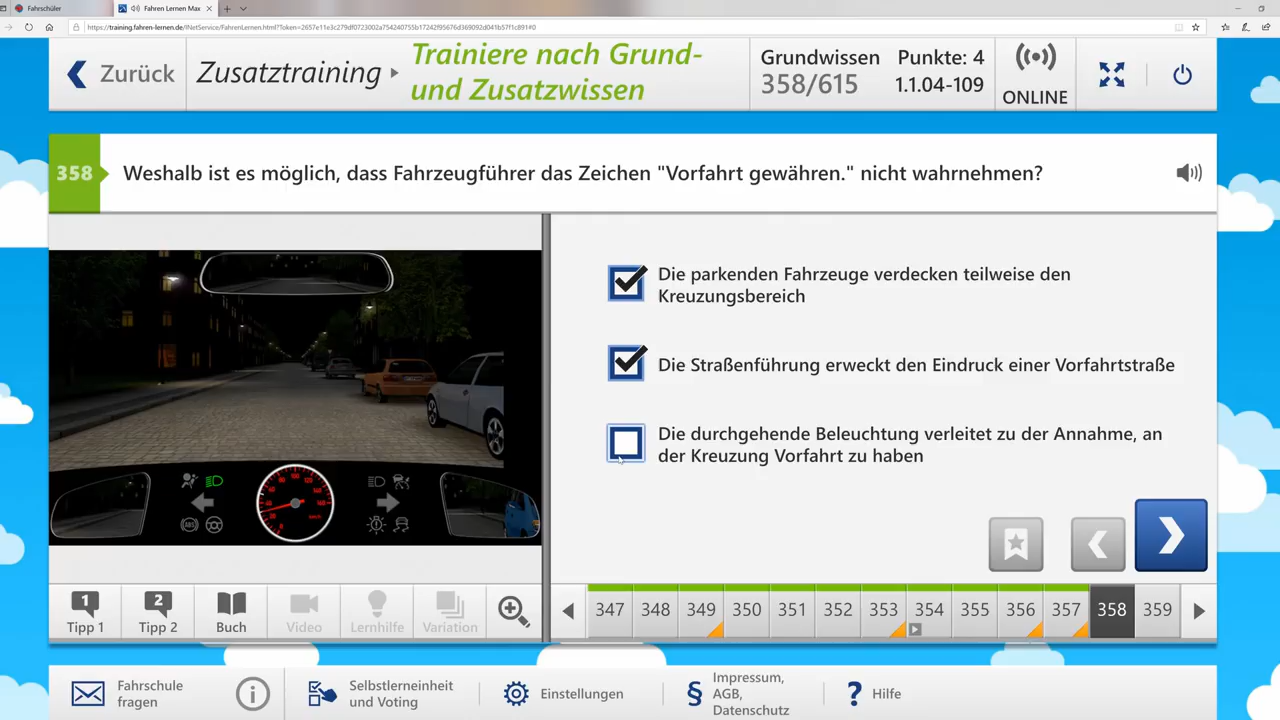 Fahrschüler
Fahren Lernen Max
https://training.fahren-lernen.de/INetService/FahrenLernen.html?Token=2657e11e3c279df0723002a754240755b17242f95676d369092d041b57f1c891#0
Zurück
Zusatztraining
Trainiere nach Grund-
und Zusatzwissen
Grundwissen
358/615
Punkte: 4
1.1.04-109
ONLINE
358
Weshalb ist es möglich, dass Fahrzeugführer das Zeichen "Vorfahrt gewähren." nicht wahrnehmen?
Die parkenden Fahrzeuge verdecken teilweise den
Kreuzungsbereich
Die Straßenführung erweckt den Eindruck einer Vorfahrtstraße
Die durchgehende Beleuchtung verleitet zu der Annahme, an
der Kreuzung Vorfahrt zu haben
ABS
1
Tipp 1
2
Tipp 2
Buch
Video
Lernhilfe
Variation
347 348 349 350 351 352 353 354 355 356 357 358 359
Fahrschule
fragen
Selbstlerneinheit
und Voting
Einstellungen
§
Impressum,
AGB,
Datenschutz
?
Hilfe